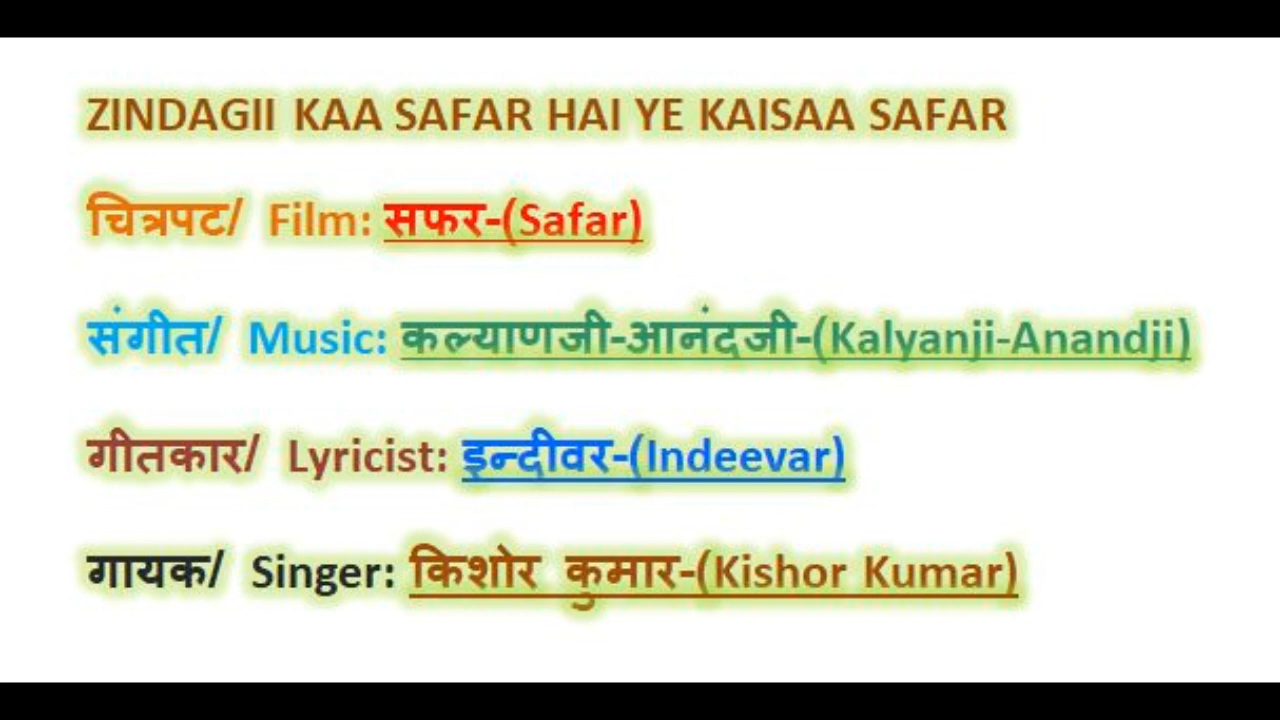 ZINDAGII KAA SAFAR HAI YE KAISAA SAFAR
चित्रपट/ Film: सफर-(Safar)
संगीत/ Music: कल्याणजी-आनंदजी-(Kalyanji-Anandji)
गीतकार/ Lyricist: इन्दीवर-(Indeevar)
गायक/ Singer: किशोर कुमार-(Kishor Kumar)